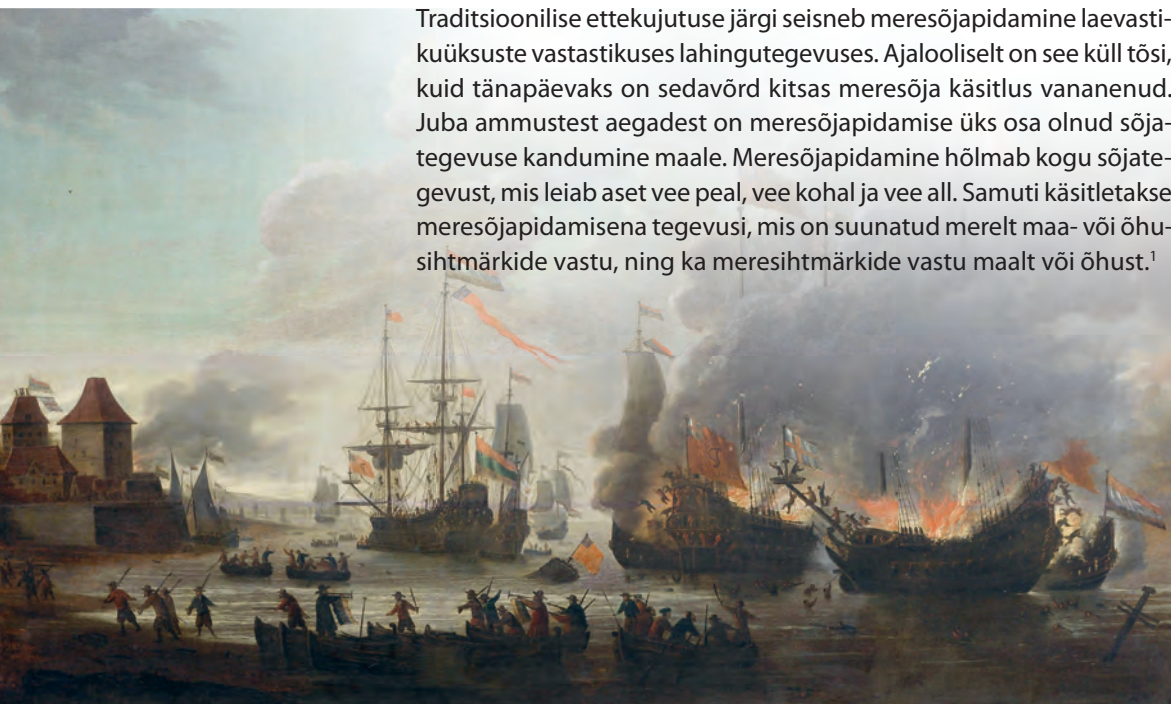 Traditsioonilise ettekujutuse järgi seisneb meresõjapidamine laevasti-
kuüksuste vastastikuses lahingutegevuses. Ajalooliselt on see küll tõsi,
kuid tänapäevaks on sedavõrd kitsas meresõja käsitlus vananenud.
Juba ammustest aegadest on meresõjapidamise üks osa olnud sõja-
tegevuse kandumine maale. Meresõjapidamine hõlmab kogu sõjate-
gevust, mis leiab aset vee peal, vee kohal ja vee all. Samuti käsitletakse
meresõjapidamisena tegevusi, mis on suunatud merelt maa- või õhu-
sihtmärkide vastu, ning ka meresihtmärkide vastu maalt või õhust.¹